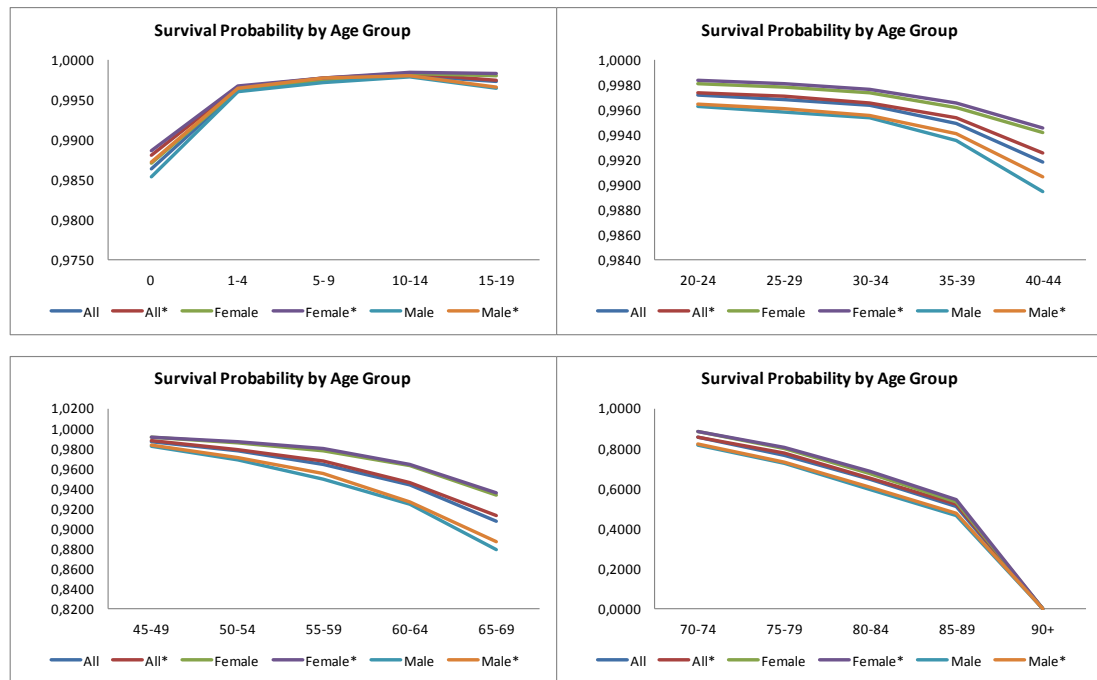 Survival Probability by Age Group
1,0000
0,9950
0,9900
0,9850
0,9800
0,9750
0 1-4 5-9 10-14 15-19
All All* Female Female* Male Male*
Survival Probability by Age Group
1,0000
0,9980
0,9960
0,9940
0,9920
0,9900
0,9880
0,9860
0,9840
20-24 25-29 30-34 35-39 40-44
All All* Female Female* Male Male*
Survival Probability by Age Group
1,0200
1,0000
0,9800
0,9600
0,9400
0,9200
0,9000
0,8800
0,8600
0,8400
0,8200
45-49 50-54 55-59 60-64 65-69
All All* Female Female* Male Male*
Survival Probability by Age Group
1,0000
0,8000
0,6000
0,4000
0,2000
0,0000
70-74 75-79 80-84 85-89 90+
All All* Female Female* Male Male*